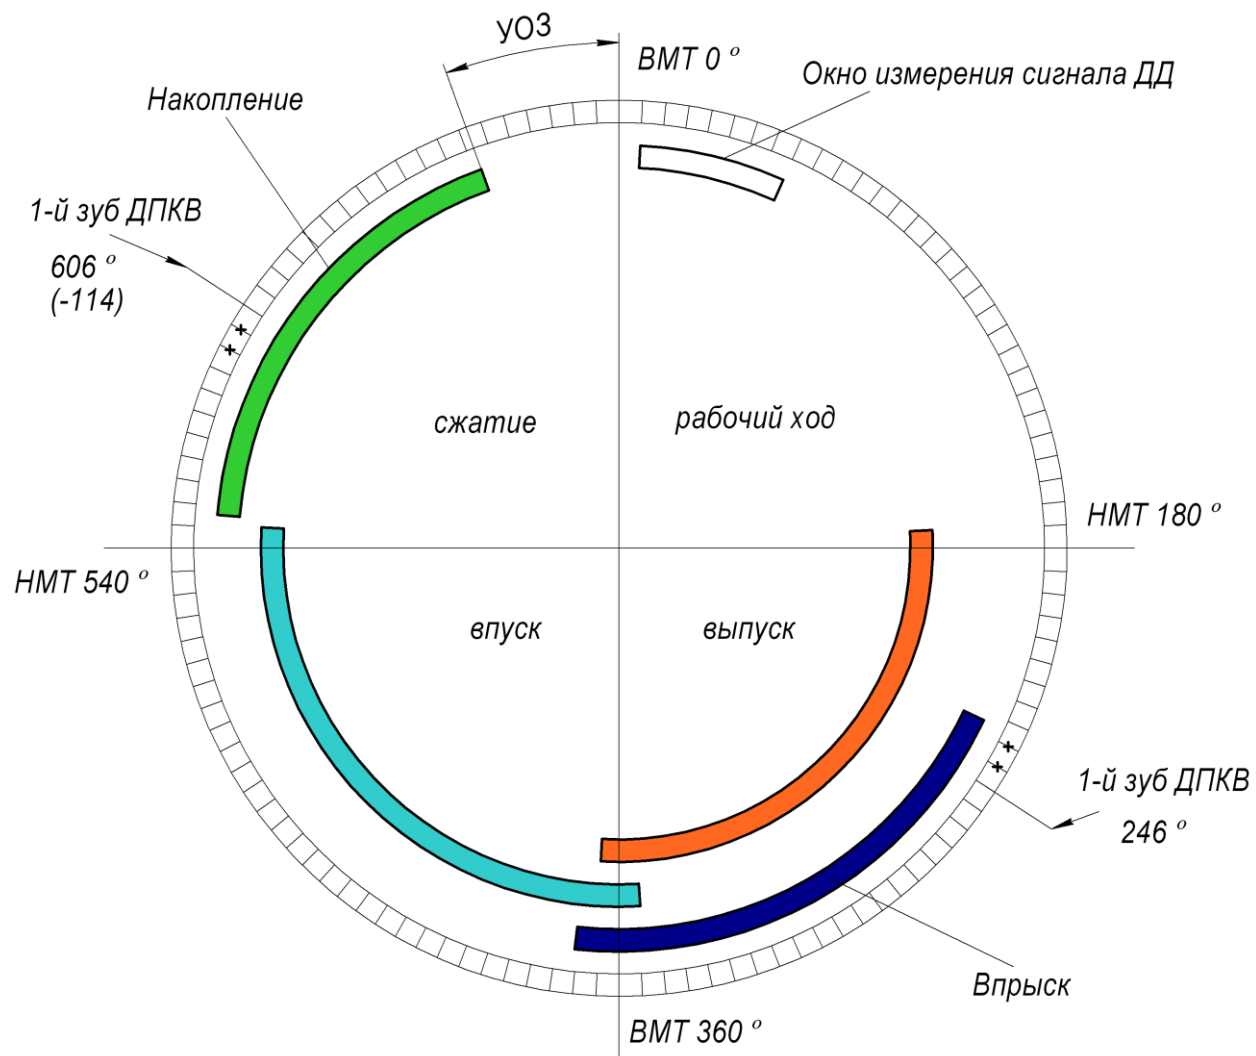 УОЗ
ВМТ 0 º
Окно измерения сигнала ДД
Накопление
1-й зуб ДПКВ
606 º
(-114)
сжатие
рабочий ход
НМТ 180 º
НМТ 540 º
впуск
выпуск
1-й зуб ДПКВ
246 º
Впрыск
ВМТ 360 º